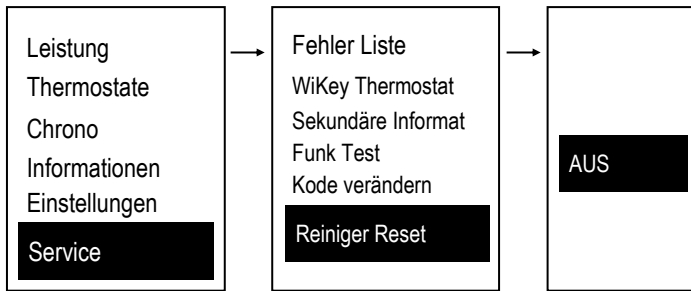 Leistung
Thermostate
Chrono
Informationen
Einstellungen
Service
Fehler Liste
WiKey Thermostat
Sekundäre Informat
Funk Test
Kode verändern
Reiniger Reset
AUS